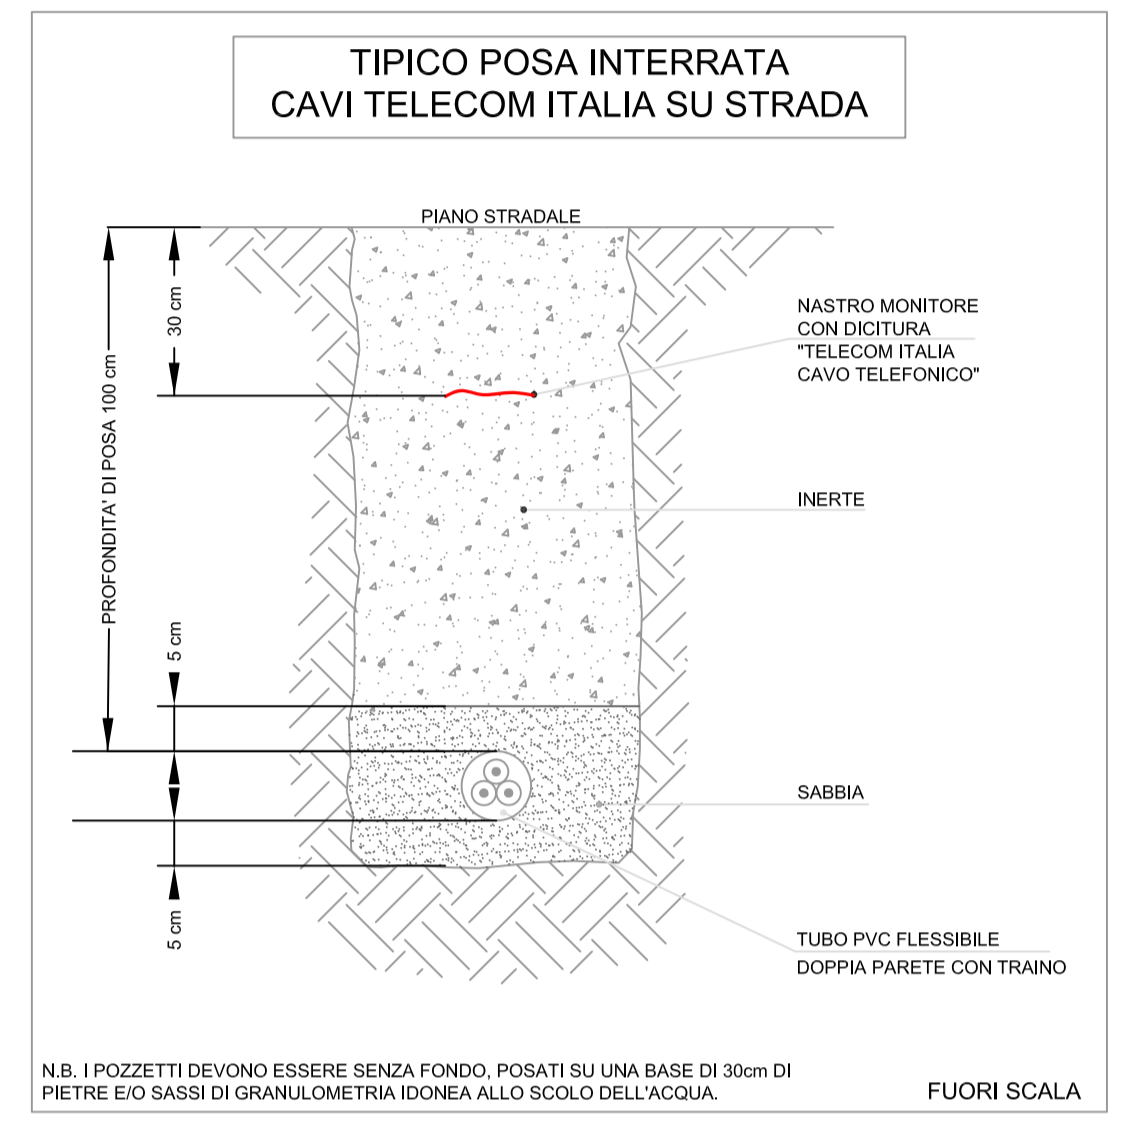 TIPICO POSA INTERRATA
CAVI TELECOM ITALIA SU STRADA
PIANO STRADALE
30 cm
PROFONDITA' DI POSA 100 cm
NASTRO MONITORE
CON DICITURA
"TELECOM ITALIA
CAVO TELEFONICO"
INERTE
5 cm
SABBIA
5 cm
TUBO PVC FLESSIBILE
DOPPIA PARETE CON TRAINO
N.B. I POZZETTI DEVONO ESSERE SENZA FONDO, POSATI SU UNA BASE DI 30cm DI
PIETRE E/O SASSI DI GRANULOMETRIA IDONEA ALLO SCOLO DELL'ACQUA.
FUORI SCALA